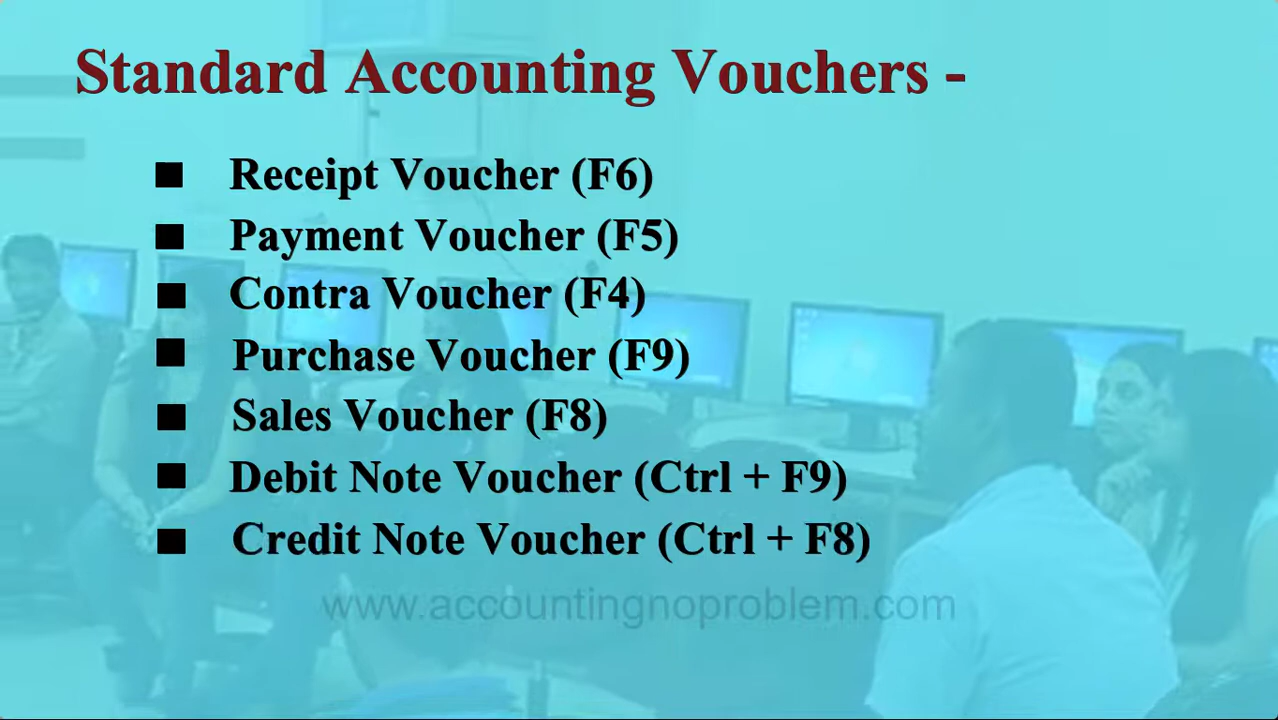 Standard Accounting Vouchers -
■ Receipt Voucher (F6)
■ Payment Voucher (F5)
■ Contra Voucher (F4)
■ Purchase Voucher (F9)
■ Sales Voucher (F8)
■ Debit Note Voucher (Ctrl + F9)
■ Credit Note Voucher (Ctrl + F8)
www.accountingnoproblem.com